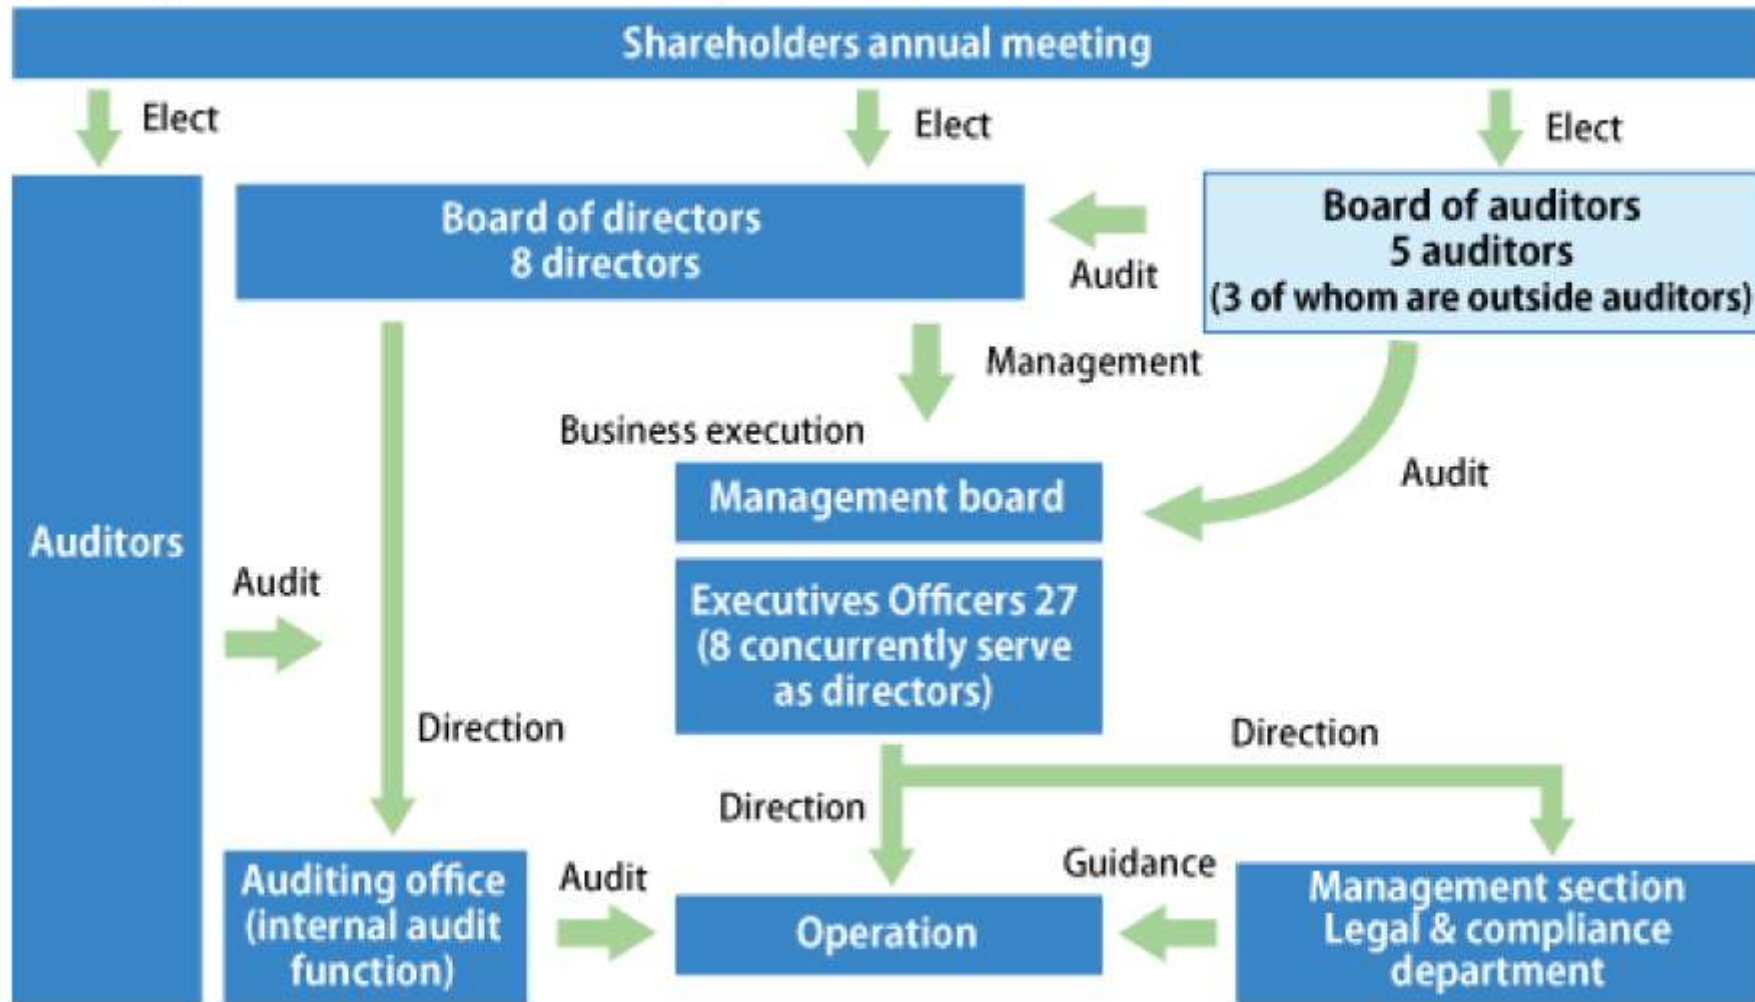 Shareholders annual meeting
Elect
Elect
Elect
Board of directors
8 directors
Audit
Board of auditors
5 auditors
(3 of whom are outside auditors)
Management
Business execution
Management board
Audit
Auditors
Audit
Executives Officers 27
(8 concurrently serve
as directors)
Direction
Direction
Direction
Auditing office
(internal audit
function)
Audit
Operation
Guidance
Management section
Legal & compliance
department